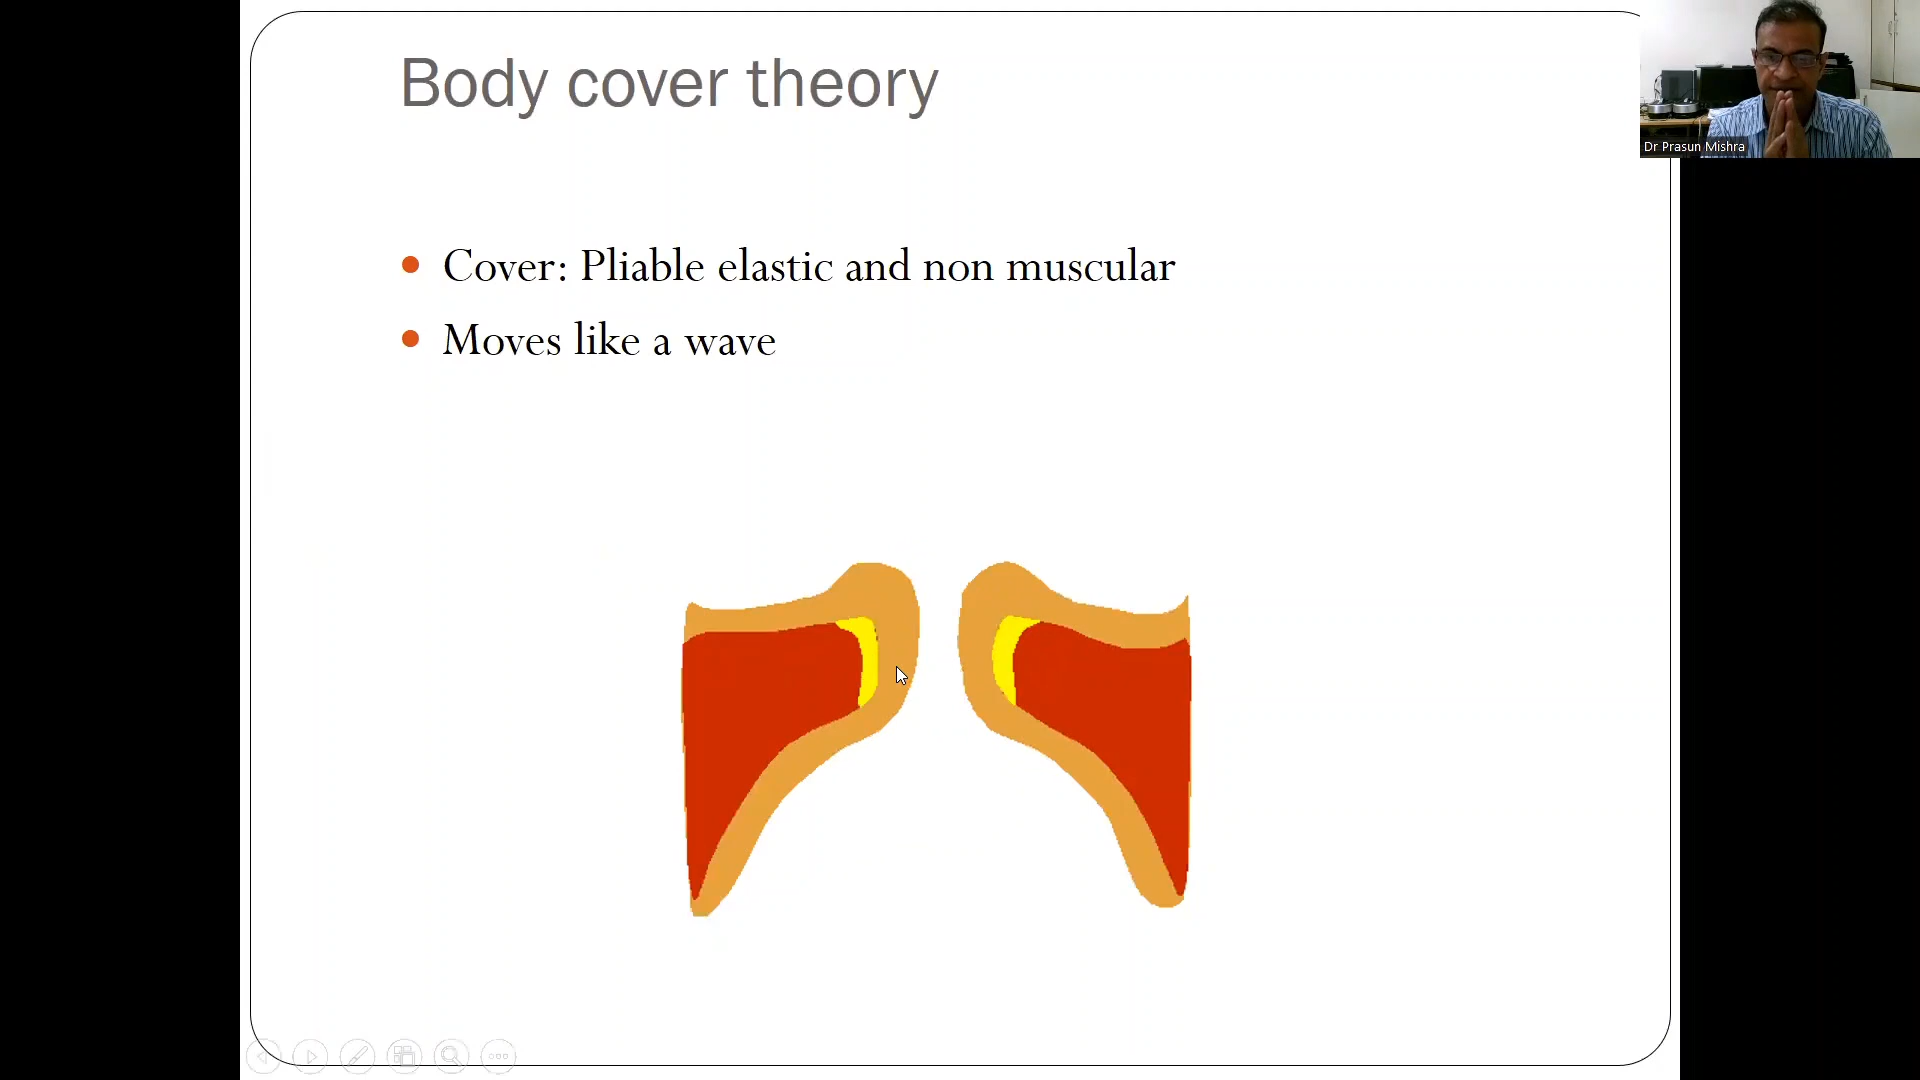 Body cover theory
Dr Prasun Mishra
Cover: Pliable elastic and non muscular
Moves like a wave